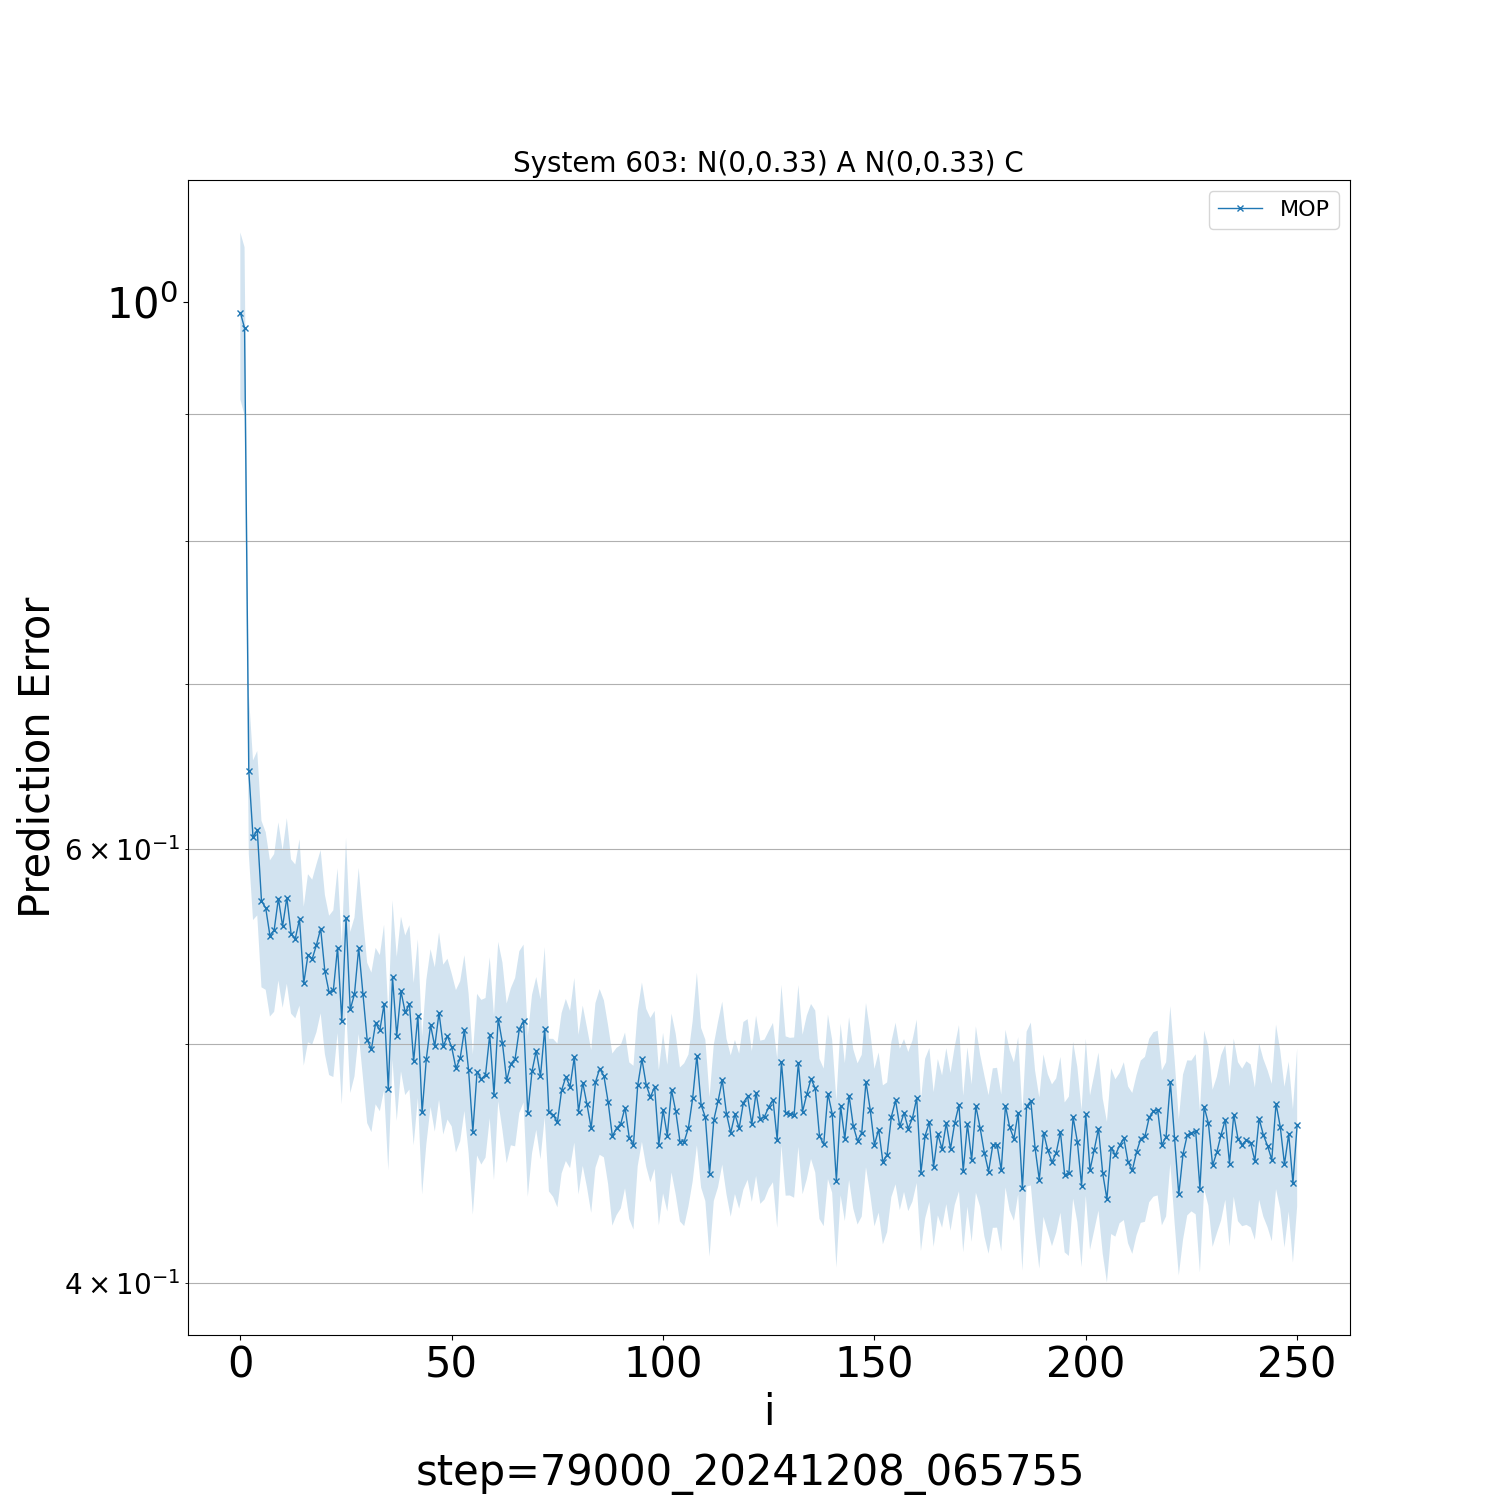 System 603: N(0,0.33) A N(0,0.33) C
MOP
10⁰
6 × 10⁻¹
4 × 10⁻¹
Prediction Error
0 50 100 150 200 250
i
step=79000_20241208_065755